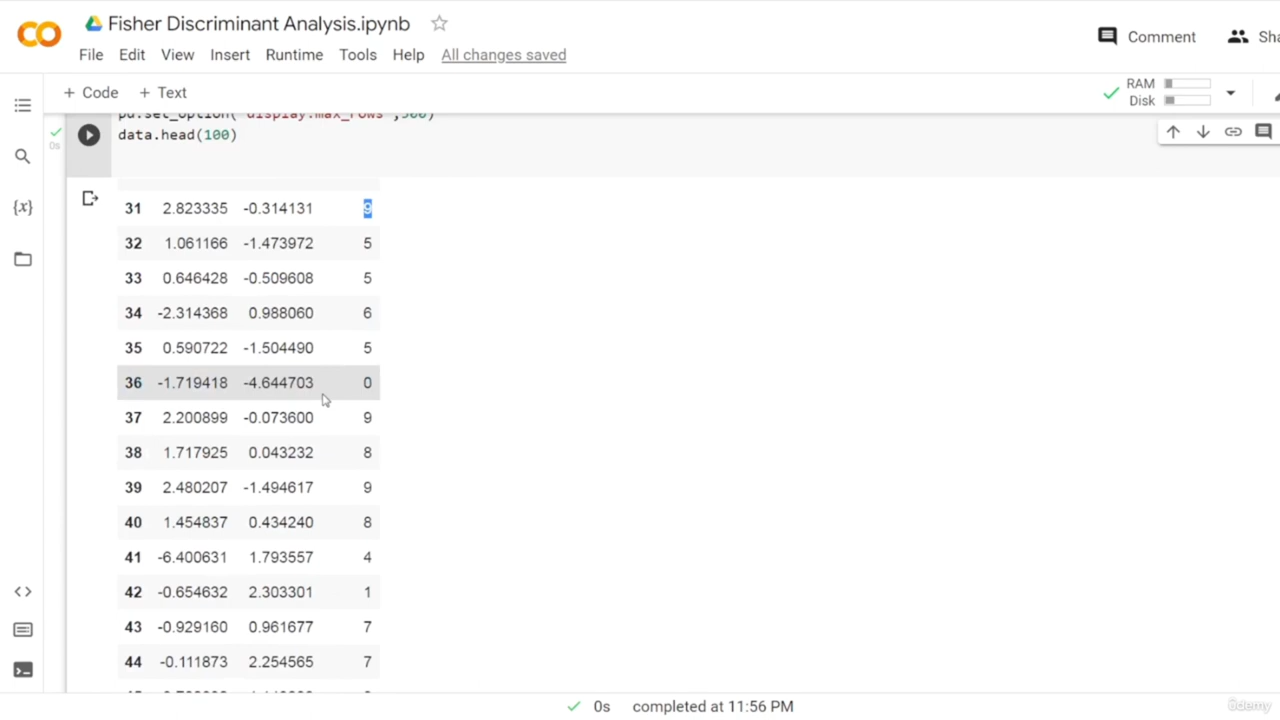 Fisher Discriminant Analysis.ipynb
Comment
File Edit View Insert Runtime Tools Help All changes saved
+ Code + Text
RAM
Disk
data.head(100)
0s
{x}
31 2.823335 -0.314131 9
32 1.061166 -1.473972 5
33 0.646428 -0.509608 5
34 -2.314368 0.988060 6
35 0.590722 -1.504490 5
36 -1.719418 -4.644703 0
37 2.200899 -0.073600 9
38 1.717925 0.043232 8
39 2.480207 -1.494617 9
40 1.454837 0.434240 8
41 -6.400631 1.793557 4
42 -0.654632 2.303301 1
43 -0.929160 0.961677 7
44 -0.111873 2.254565 7
0s completed at 11:56 PM
ûdemy